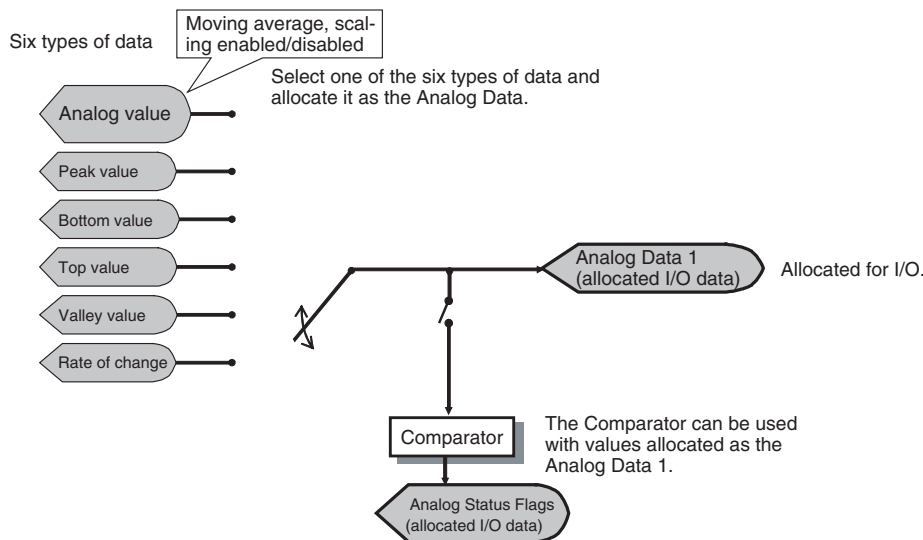 Six types of data
Moving average, scal-
ing enabled/disabled
Select one of the six types of data and
allocate it as the Analog Data.
Analog value
Peak value
Bottom value
Top value
Valley value
Rate of change
Analog Data 1
(allocated I/O data)
Allocated for I/O.
Comparator
The Comparator can be used
with values allocated as the
Analog Data 1.
Analog Status Flags
(allocated I/O data)